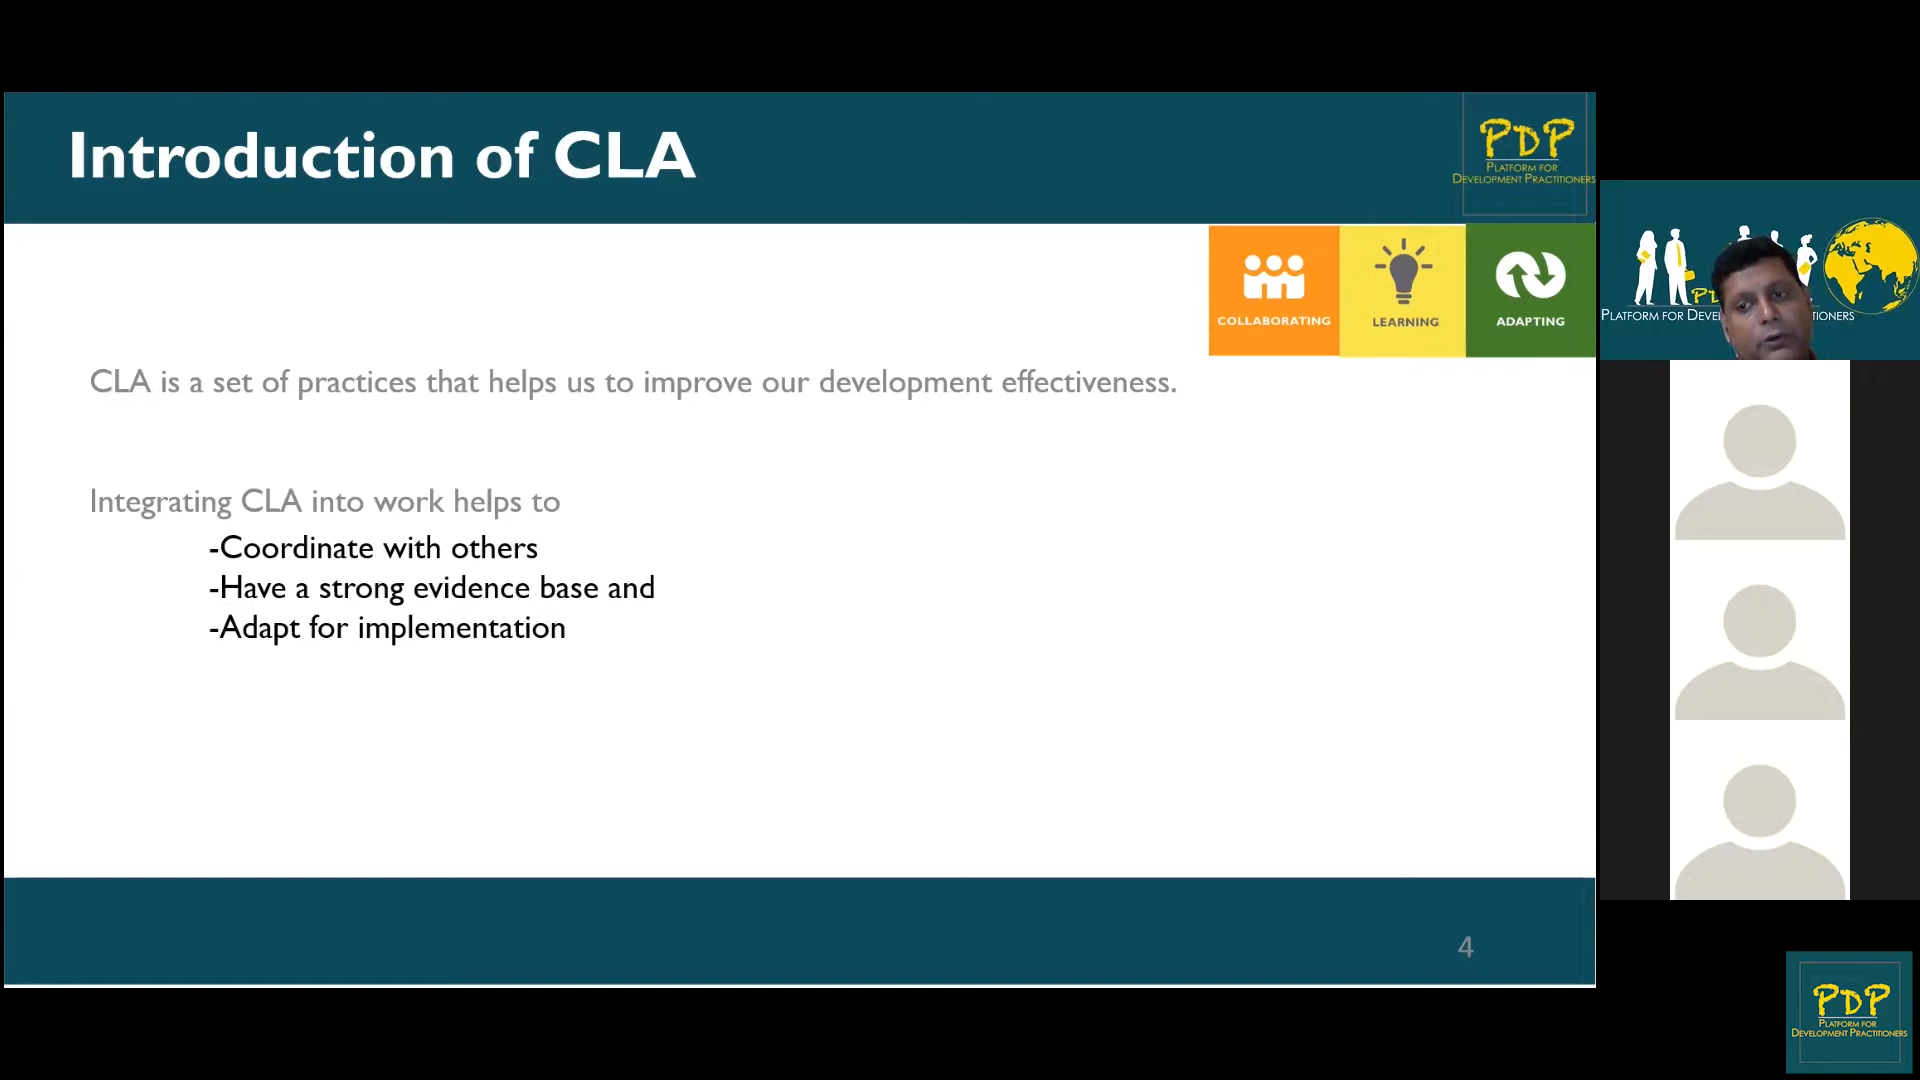 Introduction of CLA
PDP
PLATFORM FOR
DEVELOPMENT PRACTITIONERS
COLLABORATING
LEARNING
ADAPTING
CLA is a set of practices that helps us to improve our development effectiveness.
Integrating CLA into work helps to
-Coordinate with others
-Have a strong evidence base and
-Adapt for implementation
4
PLATFORM FOR
PDP
PLATFORM FOR
DEVELOPMENT PRACTITIONERS